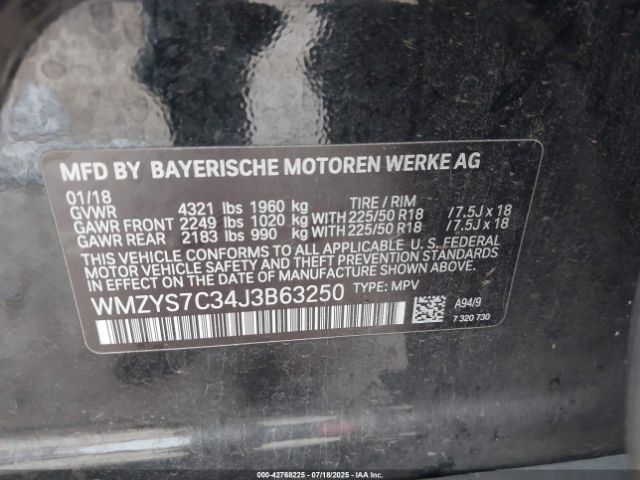 MFD BY BAYERISCHE MOTOREN WERKE AG
01/18 TIRE / RIM
GVWR 4321 lbs 1960 kg
GAWR FRONT 2249 lbs 1020 kg WITH 225/50 R18 / 7.5J x 18
GAWR REAR 2183 lbs 990 kg WITH 225/50 R18 / 7.5J x 18
THIS VEHICLE CONFORMS TO ALL APPLICABLE U. S. FEDERAL
MOTOR VEHICLE SAFETY AND THEFT PREVENTION STANDARDS
IN EFFECT ON THE DATE OF MANUFACTURE SHOWN ABOVE.
WMZYS7C34J3B63250 TYPE: MPV
A94/9
7 320 730
000-42768225 - 07/18/2025 - IAAI.COM